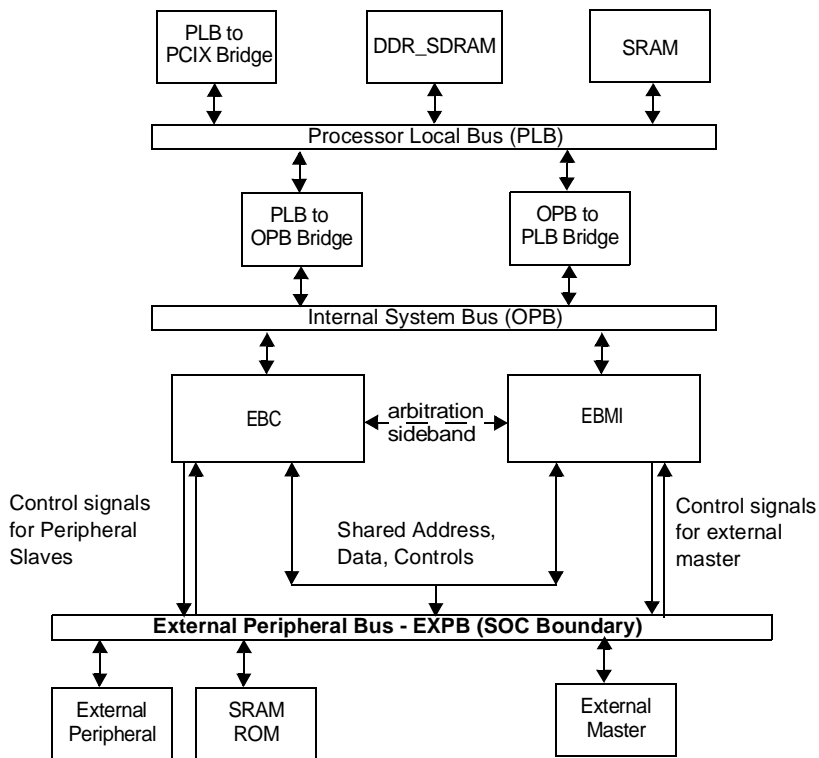 PLB to
PCIX Bridge
DDR_SDRAM
SRAM
Processor Local Bus (PLB)
PLB to
OPB Bridge
OPB to
PLB Bridge
Internal System Bus (OPB)
EBC
arbitration
sideband
EBMI
Control signals
for Peripheral
Slaves
Shared Address,
Data, Controls
Control signals
for external
master
External Peripheral Bus - EXPB (SOC Boundary)
External
Peripheral
SRAM
ROM
External
Master